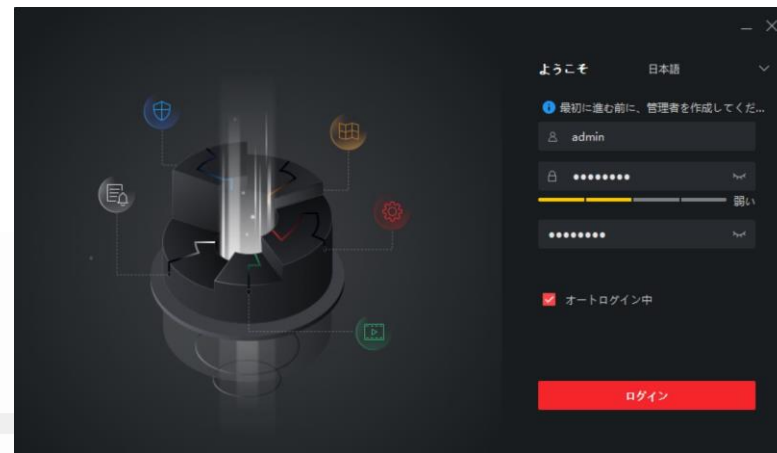 ようこそ 日本語
最初に進む前に、管理者を作成してくだ...
admin
●●●●●●●●
弱い
●●●●●●●●
オートログイン中
ログイン